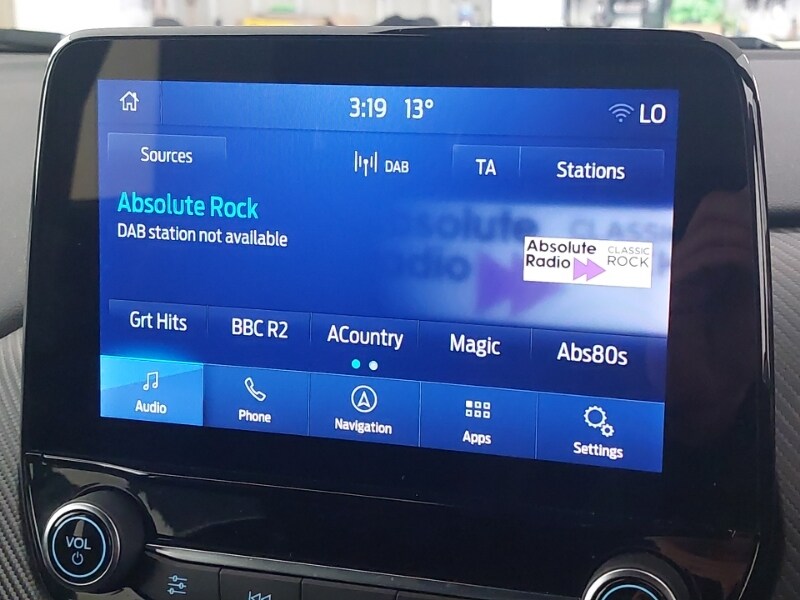 3:19 13° LO
Sources DAB TA Stations
Absolute Rock
DAB station not available
Absolute
Radio
CLASSIC
ROCK
Grt Hits BBC R2 ACountry Magic Abs80s
Audio Phone Navigation Apps Settings
VOL